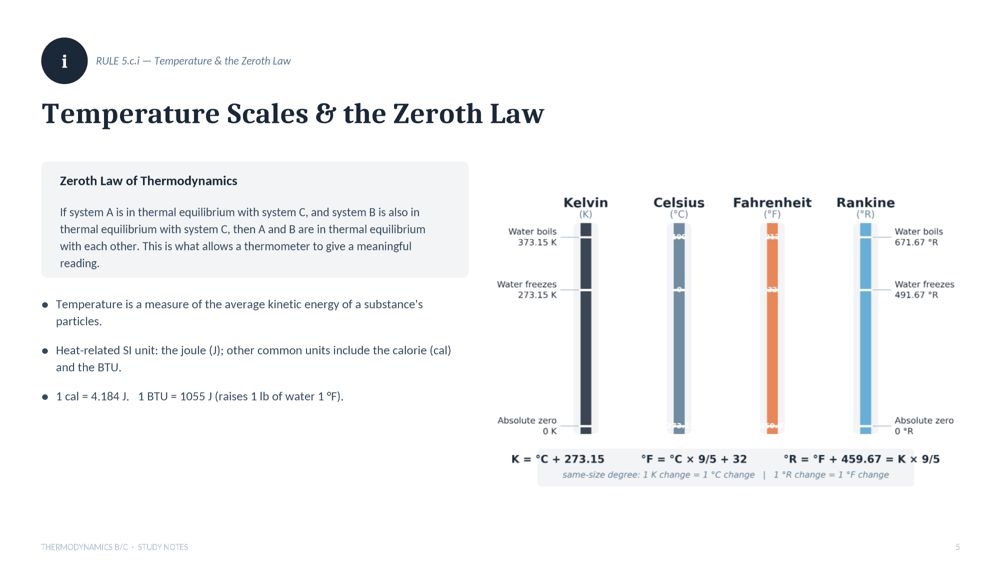 i
RULE 5.c.i — Temperature & the Zeroth Law
Temperature Scales & the Zeroth Law
Zeroth Law of Thermodynamics
If system A is in thermal equilibrium with system C, and system B is also in
thermal equilibrium with system C, then A and B are in thermal equilibrium
with each other. This is what allows a thermometer to give a meaningful
reading.
● Temperature is a measure of the average kinetic energy of a substance's
particles.
● Heat-related SI unit: the joule (J); other common units include the calorie (cal)
and the BTU.
● 1 cal = 4.184 J.   1 BTU = 1055 J (raises 1 lb of water 1 °F).
Kelvin
(K)
Celsius
(°C)
Fahrenheit
(°F)
Rankine
(°R)
Water boils
373.15 K
Water boils
671.67 °R
Water freezes
273.15 K
0
32
Water freezes
491.67 °R
Absolute zero
0 K
Absolute zero
0 °R
K = °C + 273.15
°F = °C × 9/5 + 32
°R = °F + 459.67 = K × 9/5
same-size degree: 1 K change = 1 °C change   |   1 °R change = 1 °F change
THERMODYNAMICS B/C · STUDY NOTES
5